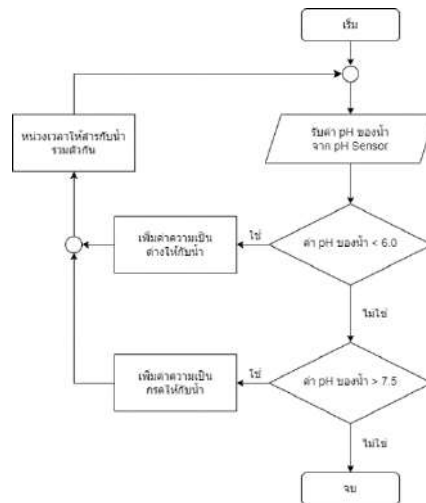 เริ่ม
หน่วงเวลาให้สารกับน้ำ
รวมตัวกัน
รับค่า pH ของน้ำ
จาก pH Sensor
เพิ่มค่าความเป็น
ด่างให้กับน้ำ
ใช่
ค่า pH ของน้ำ < 6.0
ไม่ใช่
เพิ่มค่าความเป็น
กรดให้กับน้ำ
ใช่
ค่า pH ของน้ำ > 7.5
ไม่ใช่
จบ